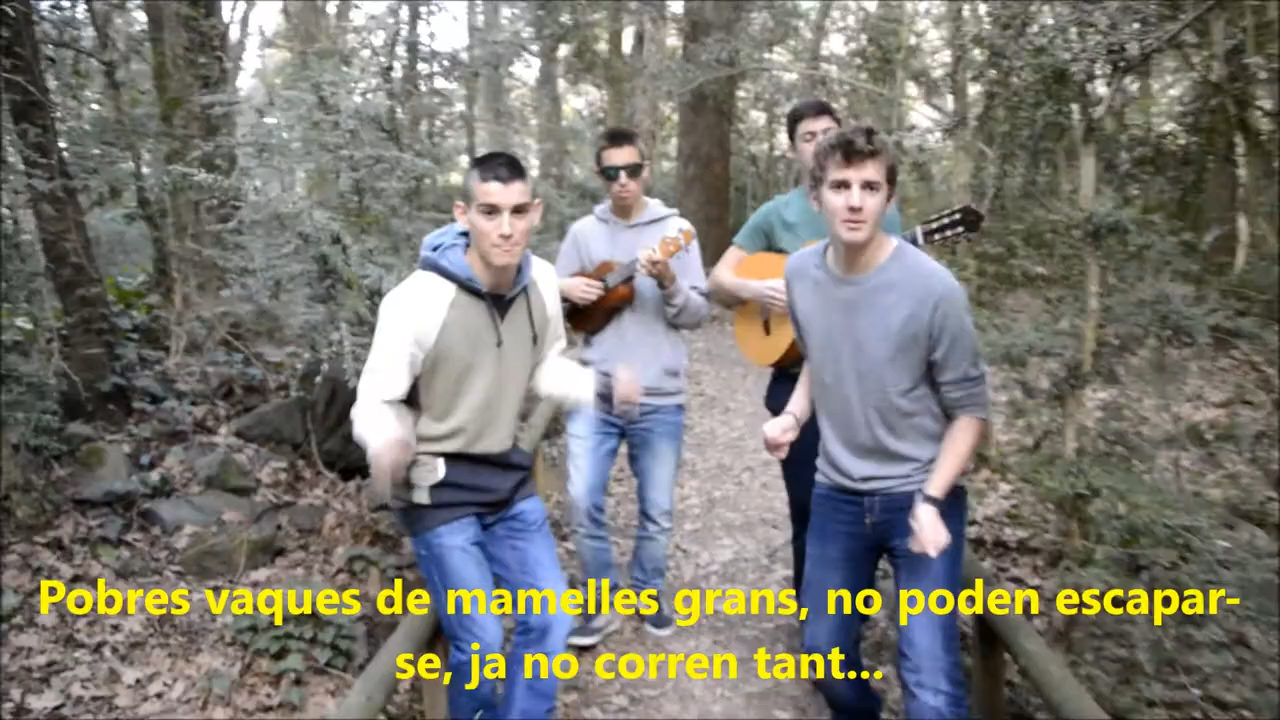 Pobres vaques de mamelles grans, no poden escapar-
se, ja no corren tant...